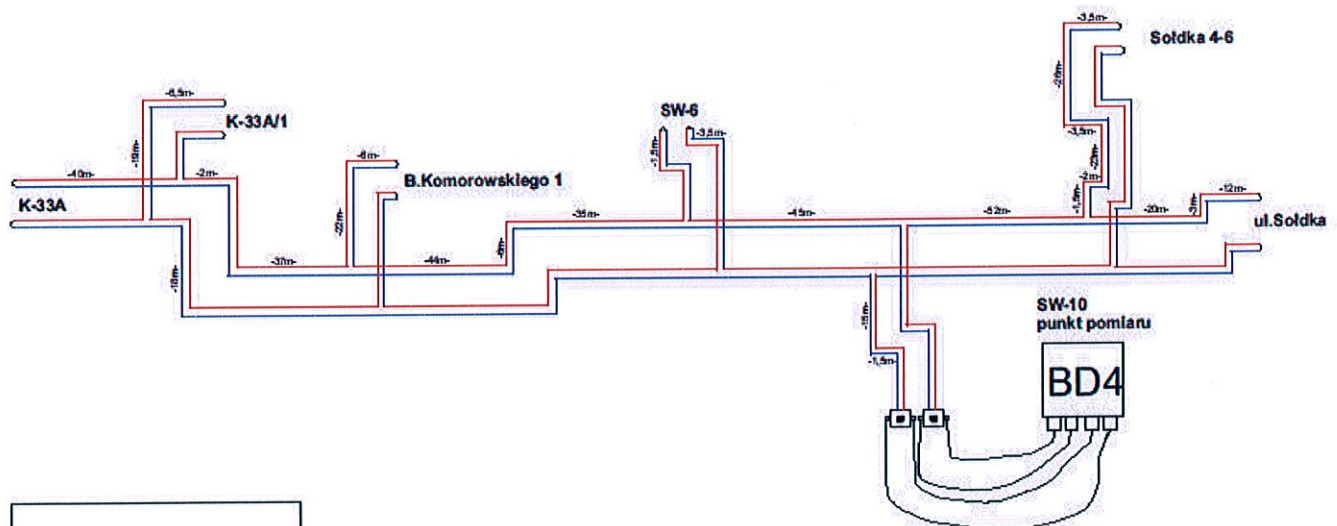 -3,5m-
Sołdka 4-6
-26m-
-8,5m-
K-33A/1
-19m-
SW-6
-3,5m-
-1,5m-
-3,5m-
-23m-
-40m-
-2m-
-6m-
B.Komorowskiego 1
-2m-
-1,5m-
-12m-
K-33A
-22m-
-35m-
-45m-
-52m-
-20m-
-3m-
ul.Sołdka
-6m-
-37m-
-44m-
-18m-
-15m-
-1,5m-
SW-10
punkt pomiaru
BD4